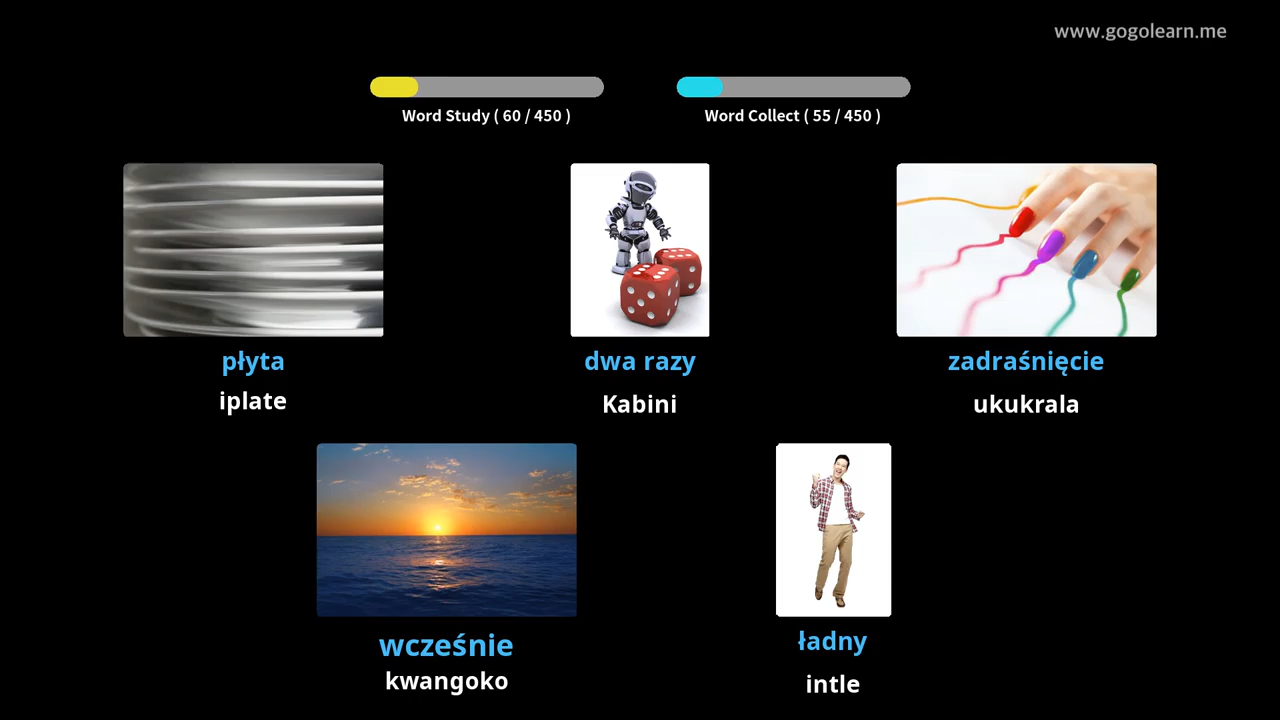 www.gogolearn.me
Word Study ( 60 / 450 )
Word Collect ( 55 / 450 )
płyta
dwa razy
zadraśnięcie
iplate
Kabini
ukukrala
wcześnie
ładny
kwangoko
intle